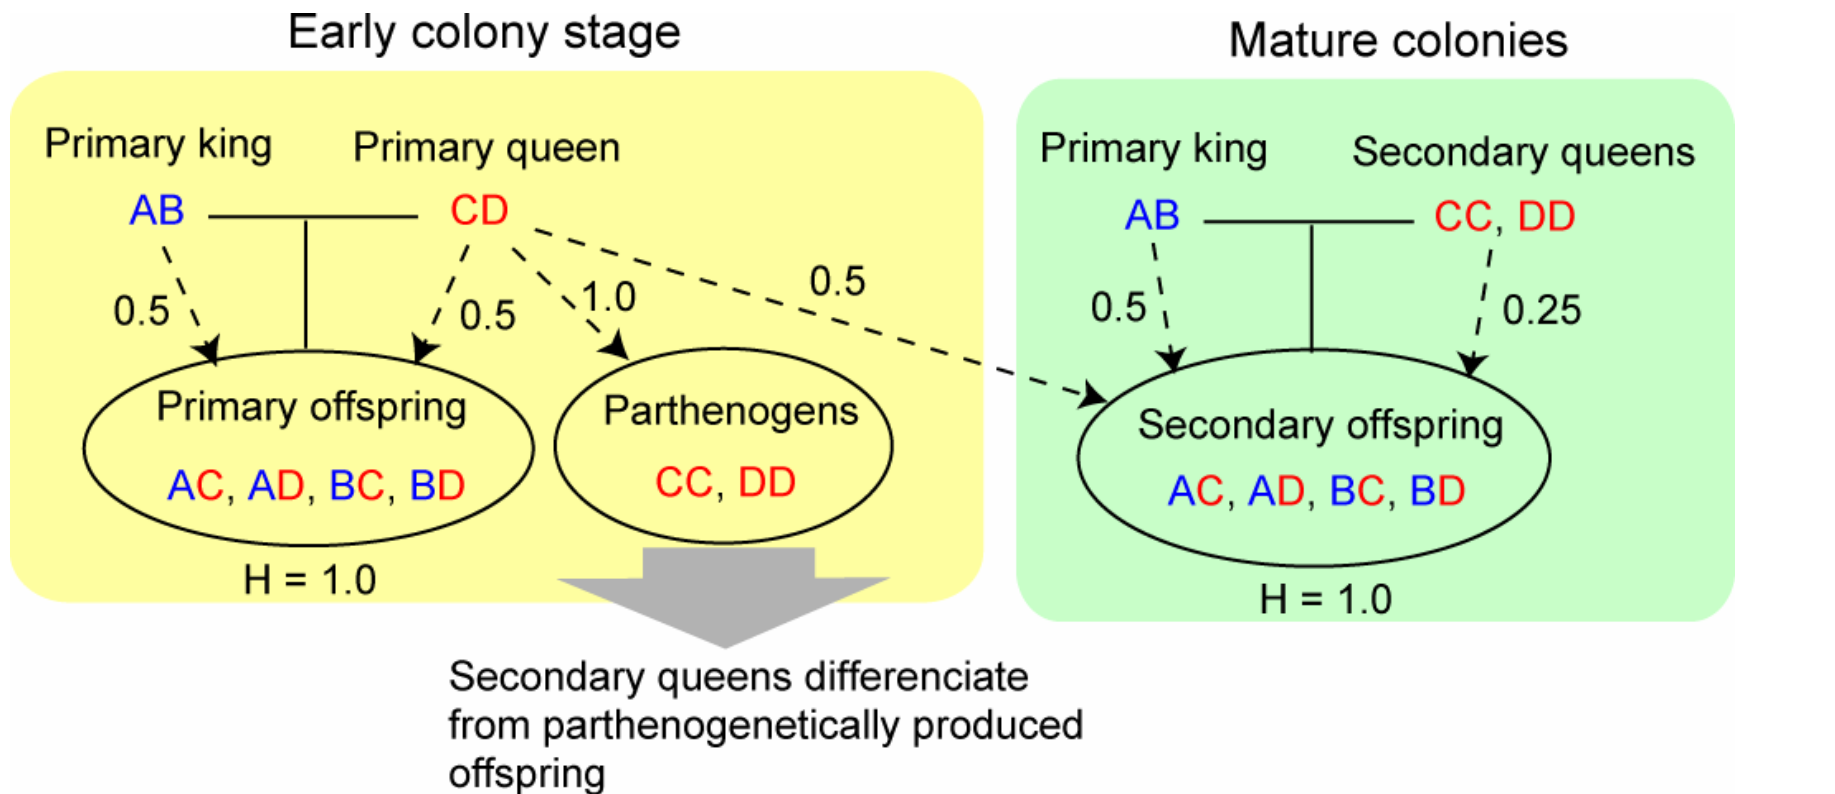 Early colony stage
Primary king
Primary queen
AB
CD
0.5
0.5
1.0
0.5
Primary offspring
AC, AD, BC, BD
H = 1.0
Parthenogens
CC, DD
Secondary queens differenciate
from parthenogenetically produced
offspring
Mature colonies
Primary king
Secondary queens
AB
CC, DD
0.5
0.25
Secondary offspring
AC, AD, BC, BD
H = 1.0